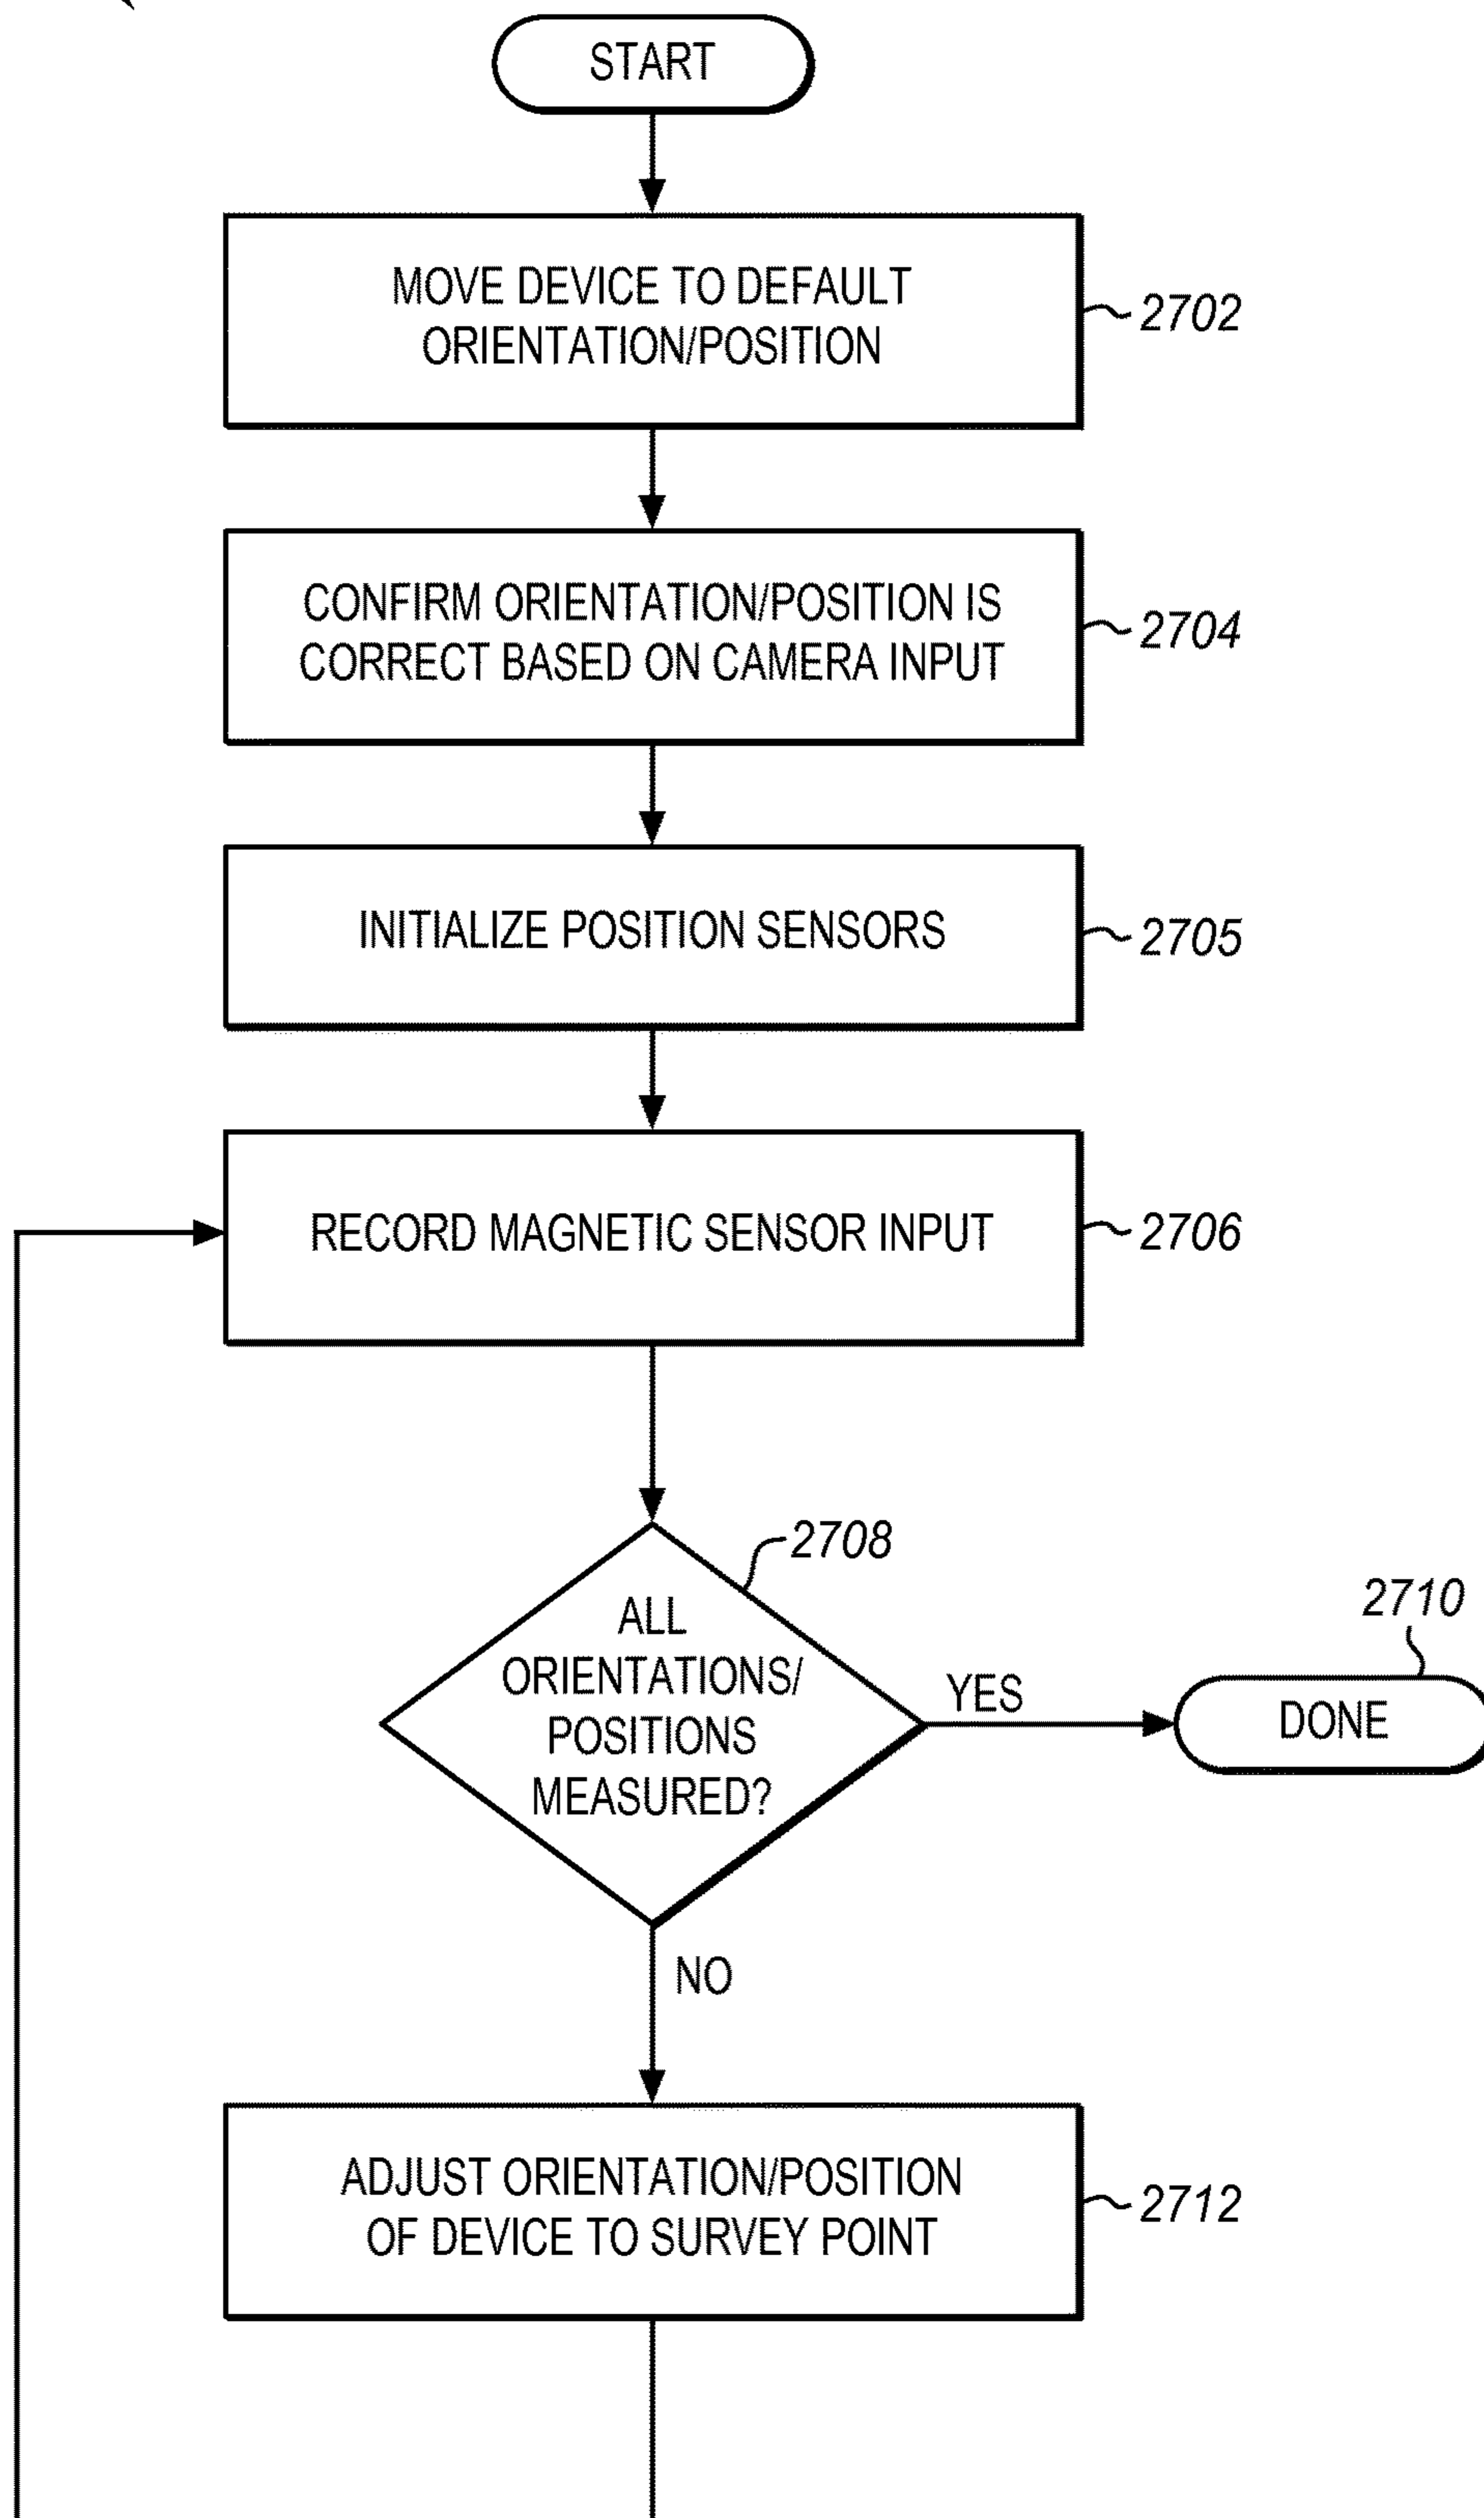 START
MOVE DEVICE TO DEFAULT
ORIENTATION/POSITION
2702
CONFIRM ORIENTATION/POSITION IS
CORRECT BASED ON CAMERA INPUT
2704
INITIALIZE POSITION SENSORS
2705
RECORD MAGNETIC SENSOR INPUT
2706
2708
ALL
ORIENTATIONS/
POSITIONS
MEASURED?
YES
2710
DONE
NO
ADJUST ORIENTATION/POSITION
OF DEVICE TO SURVEY POINT
2712